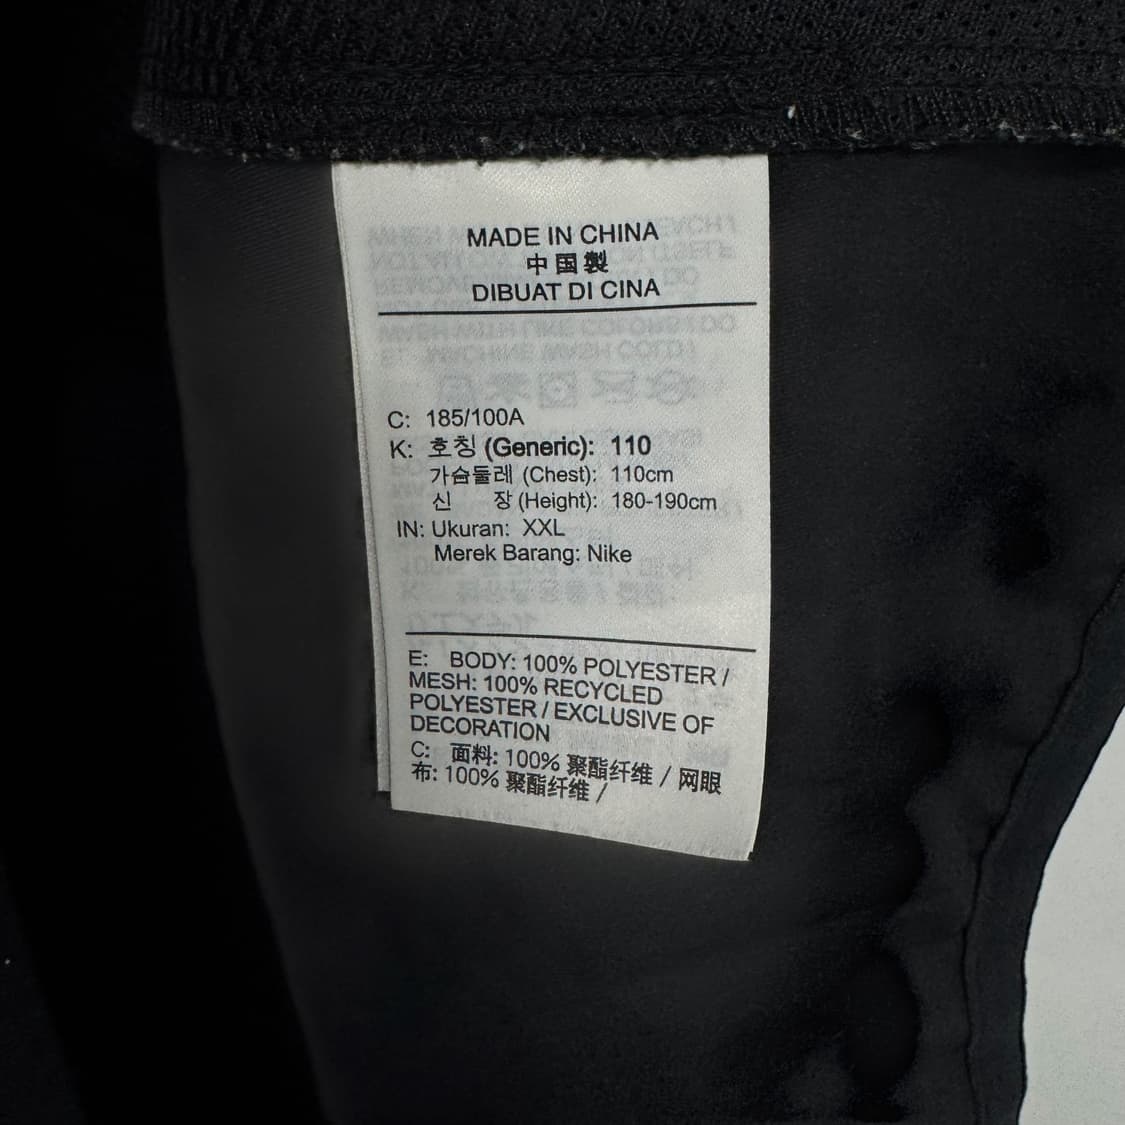 MADE IN CHINA
中国製
DIBUAT DI CINA
C: 185/100A
K: 호칭 (Generic): 110
가슴둘레 (Chest): 110cm
신 장 (Height): 180-190cm
IN: Ukuran: XXL
Merek Barang: Nike
E: BODY: 100% POLYESTER /
MESH: 100% RECYCLED
POLYESTER / EXCLUSIVE OF
DECORATION
C: 面料: 100% 聚酯纤维 / 网眼
布: 100% 聚酯纤维 /